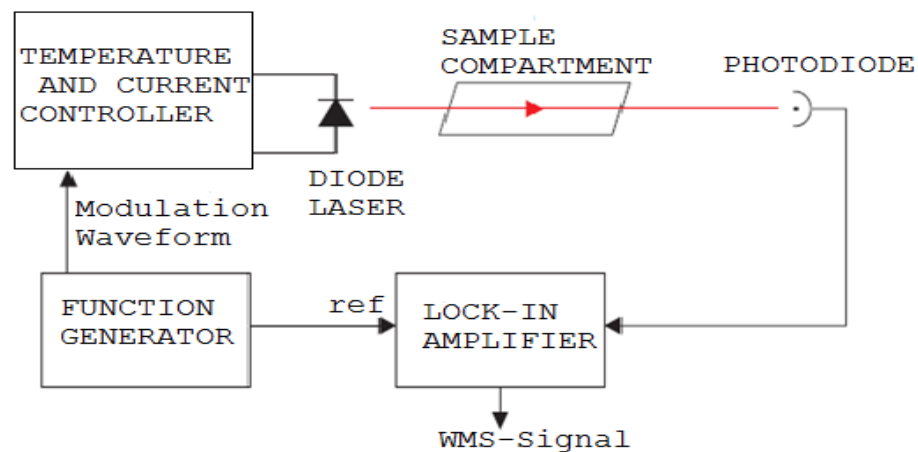 TEMPERATURE
AND CURRENT
CONTROLLER
SAMPLE
COMPARTMENT
PHOTODIODE
DIODE
LASER
Modulation
Waveform
FUNCTION
GENERATOR
ref
LOCK-IN
AMPLIFIER
WMS-Signal